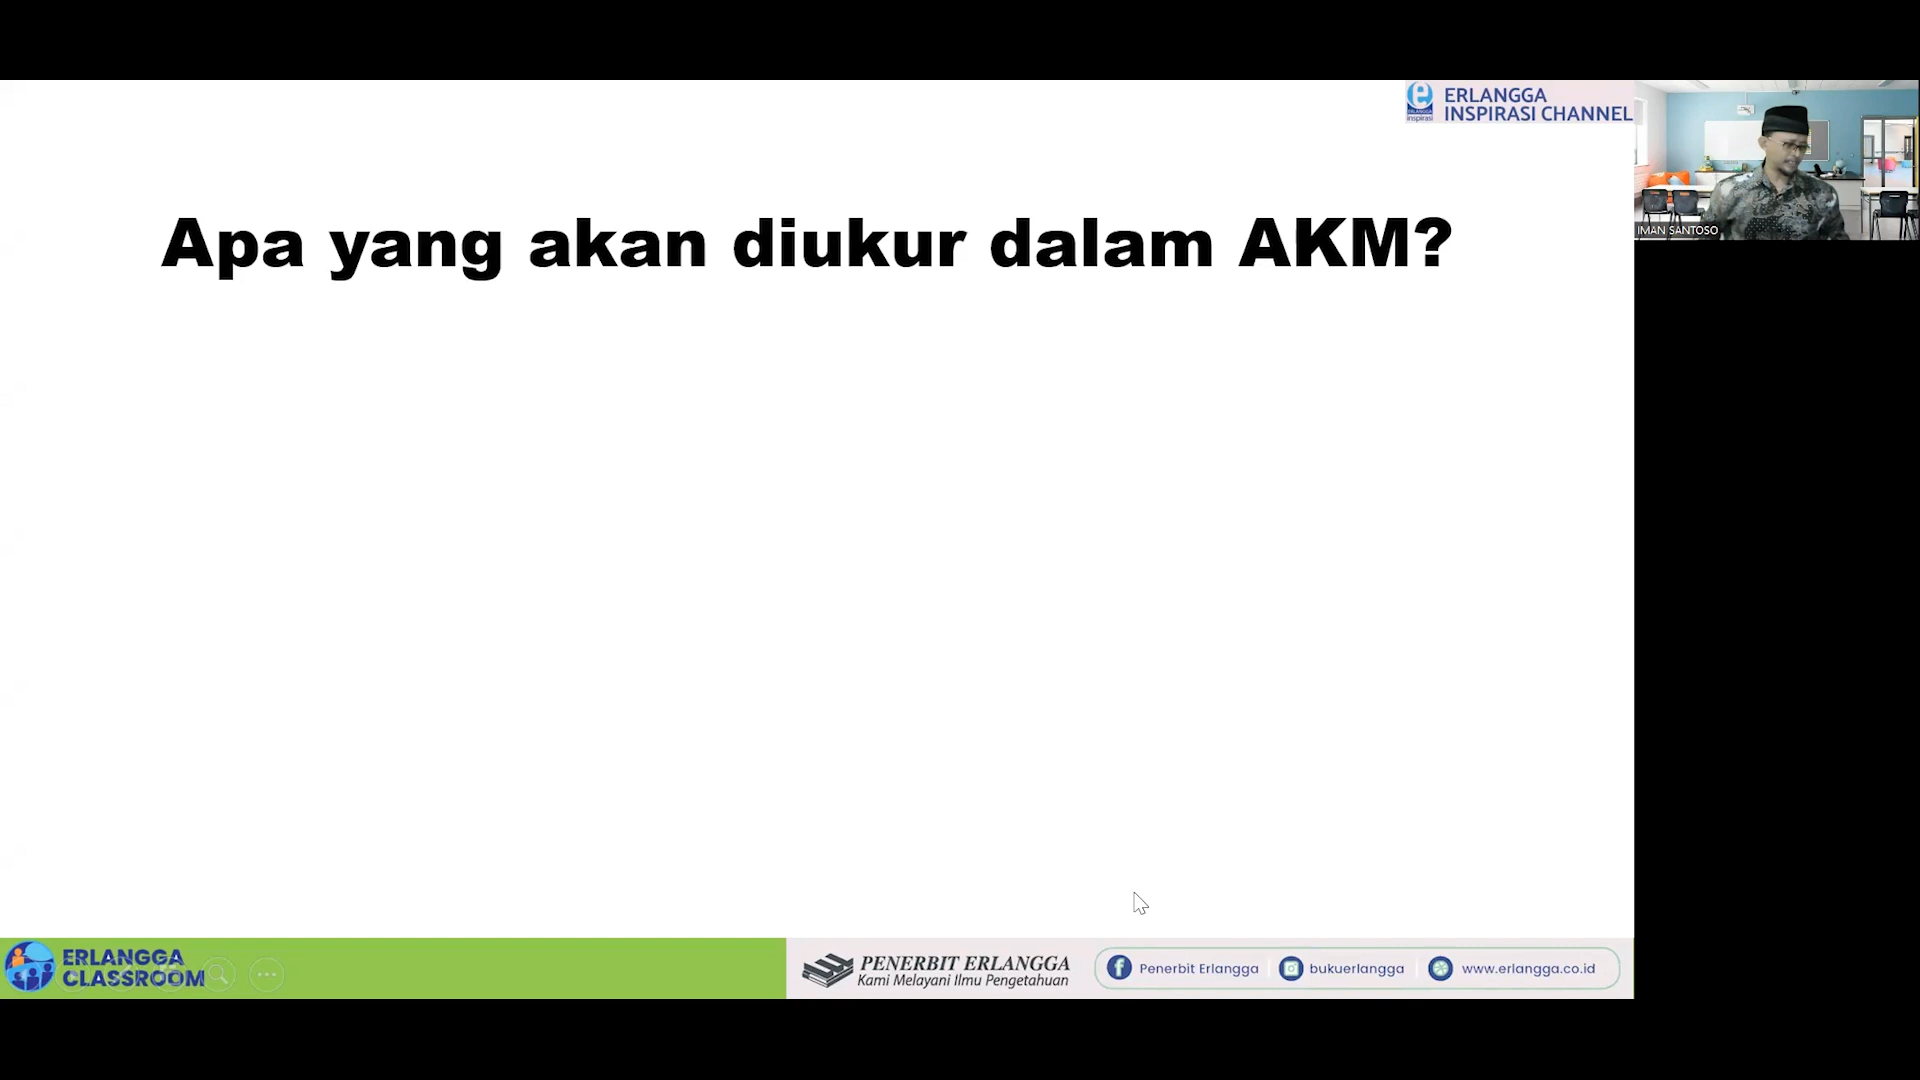 ERLANGGA
INSPIRASI CHANNEL
IMAN SANTOSO
Apa yang akan diukur dalam AKM?
ERLANGGA
CLASSROOM
PENERBIT ERLANGGA
Kami Melayani Ilmu Pengetahuan
Penerbit Erlangga
bukuerlangga
www.erlangga.co.id